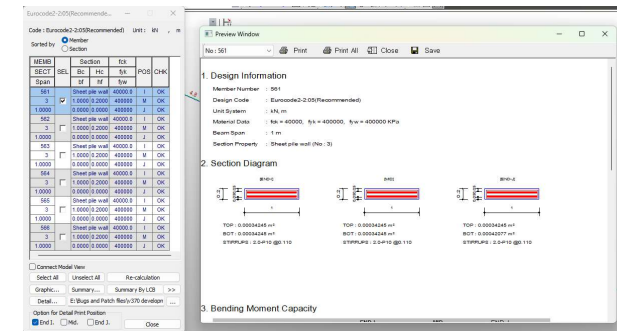 Eurocode2-2:05(Recommende...
Code : Eurocode2-2:05(Recommended) Unit : kN , m
Sorted by Member
Section
MEMB Section fck
SECT SEL Bc Hc fyk POS CHK
Span bf hf fyw
561 Sheet pile wall 40000.0 I OK
3 1.0000 0.2000 400000 M OK
1.0000 0.0000 0.0000 400000 J OK
562 Sheet pile wall 40000.0 I OK
3 1.0000 0.2000 400000 M OK
1.0000 0.0000 0.0000 400000 J OK
563 Sheet pile wall 40000.0 I OK
3 1.0000 0.2000 400000 M OK
1.0000 0.0000 0.0000 400000 J OK
564 Sheet pile wall 40000.0 I OK
3 1.0000 0.2000 400000 M OK
1.0000 0.0000 0.0000 400000 J OK
565 Sheet pile wall 40000.0 I OK
3 1.0000 0.2000 400000 M OK
1.0000 0.0000 0.0000 400000 J OK
566 Sheet pile wall 40000.0 I OK
3 1.0000 0.2000 400000 M OK
1.0000 0.0000 0.0000 400000 J OK
Connect Model View
Select All Unselect All Re-calculation
Graphic... Summary... Summary By LCB >>
Detail... E:\Bugs and Patch files\v370 developm ...
Option for Detail Print Position
End I. Mid. End J. Close
Preview Window
No : 561 Print Print All Close Save
1. Design Information
Member Number : 561
Design Code : Eurocode2-2:05(Recommended)
Unit System : kN, m
Material Data : fck = 40000, fyk = 400000, fyw = 400000 KPa
Beam Span : 1 m
Section Property : Sheet pile wall (No : 3)
2. Section Diagram
[END-I] [MID] [END-J]
1 1 1
TOP : 0.00034245 m² TOP : 0.00034245 m² TOP : 0.00034245 m²
BOT : 0.00034245 m² BOT : 0.00034245 m² BOT : 0.00042077 m²
STIRRUPS : 2.0-P10 @0.110 STIRRUPS : 2.0-P10 @0.110 STIRRUPS : 2.0-P10 @0.110
3. Bending Moment Capacity
END-I MID END-J